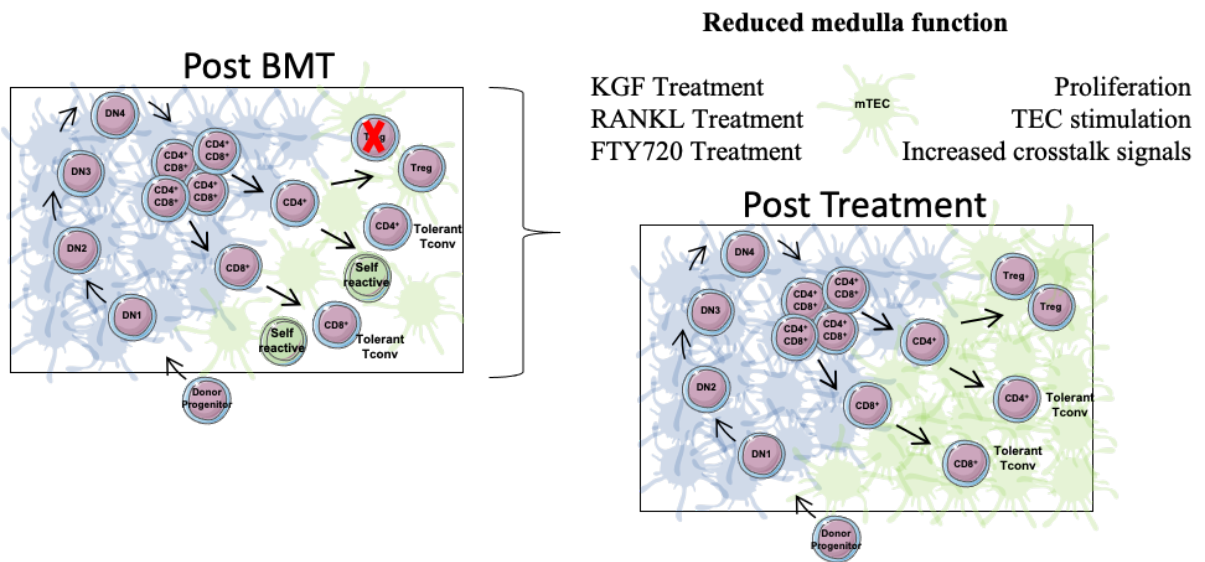 Reduced medulla function
KGF Treatment
RANKL Treatment
FTY720 Treatment
mTEC
Proliferation
TEC stimulation
Increased crosstalk signals
Post BMT
DN4
DN3
DN2
DN1
CD4⁺
CD8⁺
CD4⁺
CD8⁺
CD4⁺
CD8⁺
CD4⁺
CD8⁺
CD4⁺
CD8⁺
Treg
Treg
CD4⁺
Tolerant
Tconv
Self
reactive
Self
reactive
CD8⁺
Tolerant
Tconv
Donor
Progenitor
Post Treatment
DN4
DN3
DN2
DN1
CD4⁺
CD8⁺
CD4⁺
CD8⁺
CD4⁺
CD8⁺
CD4⁺
CD8⁺
CD4⁺
CD8⁺
Treg
Treg
CD4⁺
Tolerant
Tconv
CD8⁺
Tolerant
Tconv
Donor
Progenitor